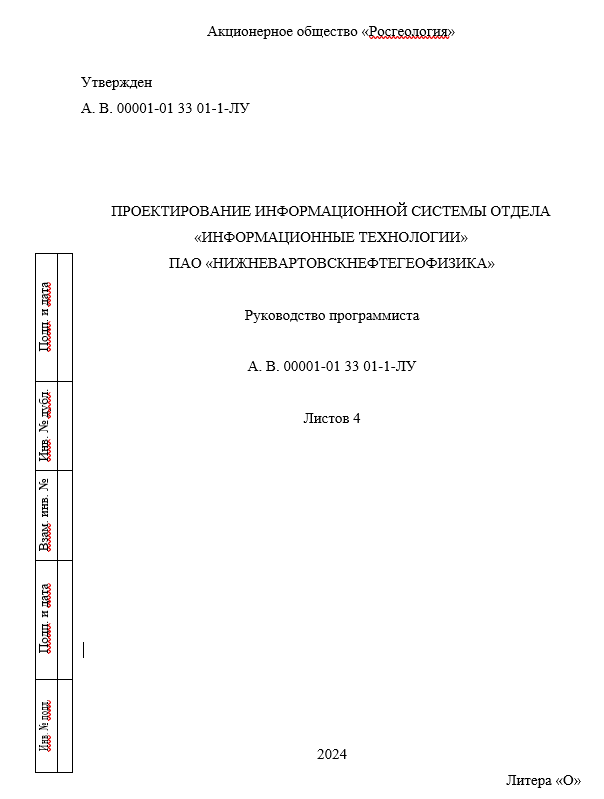 Акционерное общество «Росгеология»
Утвержден
А. В. 00001-01 33 01-1-ЛУ
ПРОЕКТИРОВАНИЕ ИНФОРМАЦИОННОЙ СИСТЕМЫ ОТДЕЛА
«ИНФОРМАЦИОННЫЕ ТЕХНОЛОГИИ»
ПАО «НИЖНЕВАРТОВСКНЕФТЕГЕОФИЗИКА»
Руководство программиста
А. В. 00001-01 33 01-1-ЛУ
Листов 4
Подп. и дата
Инв. № дубл.
Взам. инв. №
Подп. и дата
Инв. № подл.
2024
Литера «О»